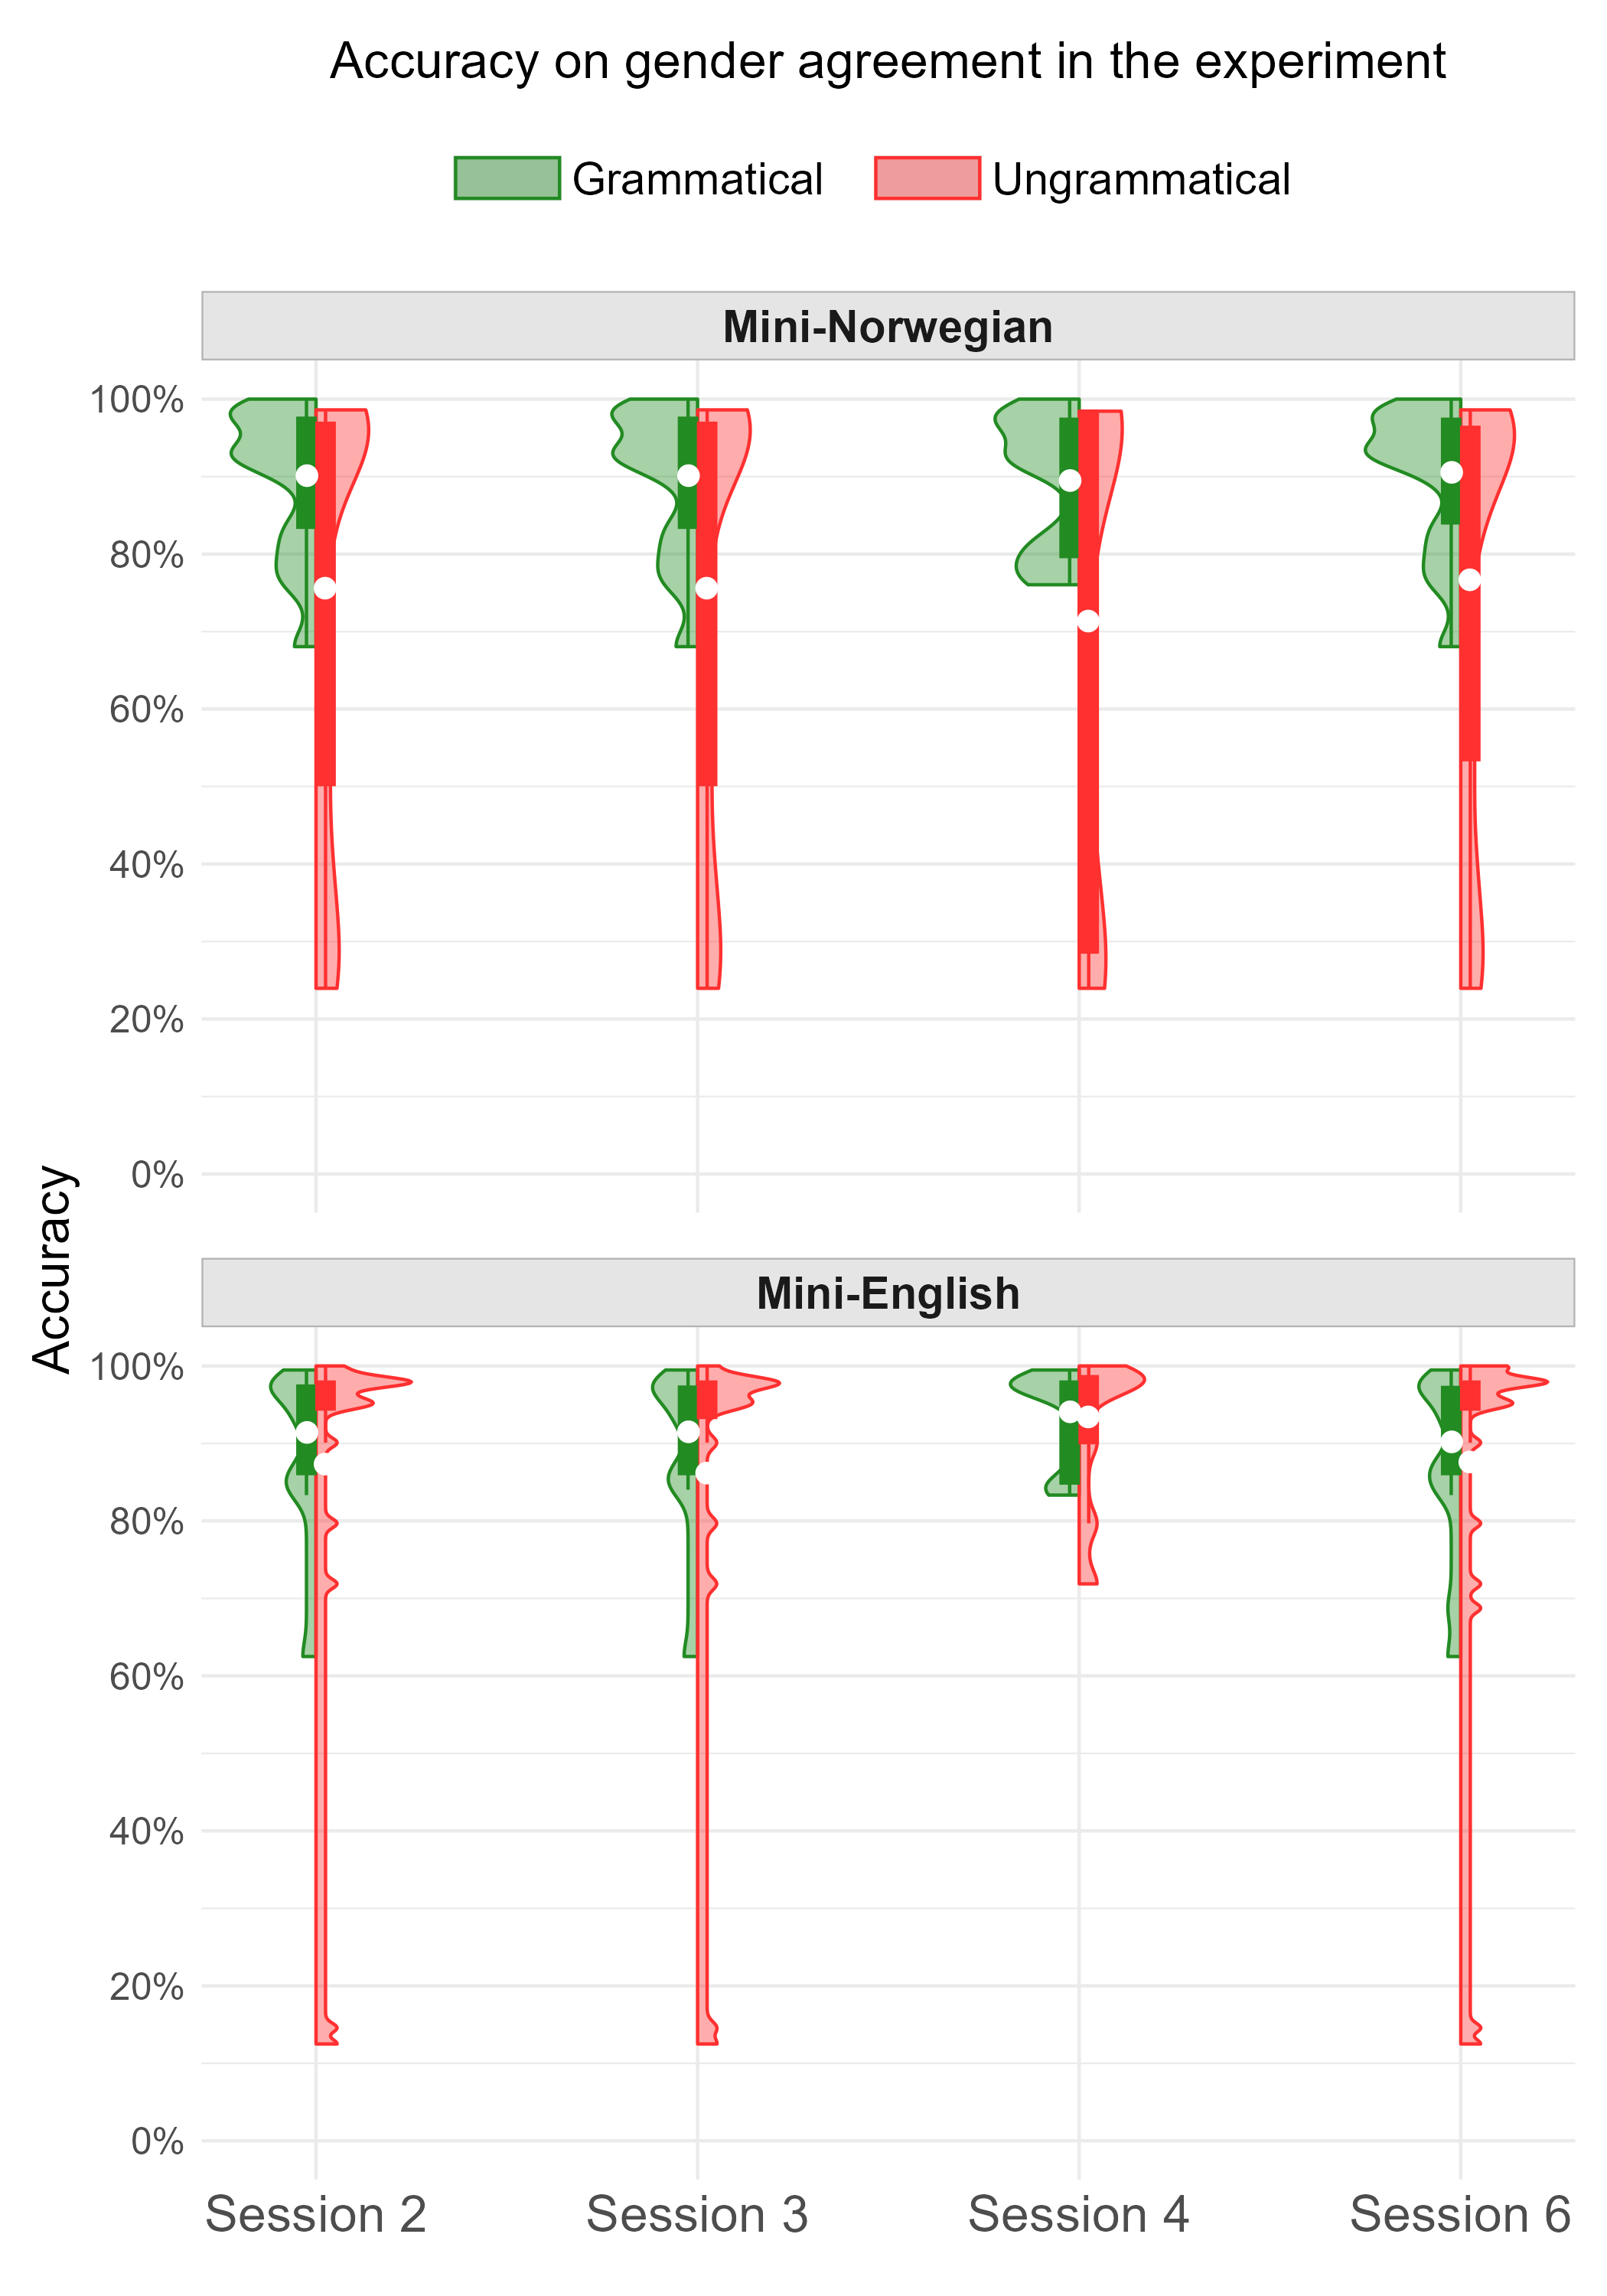 Accuracy on gender agreement in the experiment
Grammatical
Ungrammatical
Mini-Norwegian
100%
80%
60%
40%
20%
0%
Accuracy
Mini-English
100%
80%
60%
40%
20%
0%
Session 2
Session 3
Session 4
Session 6